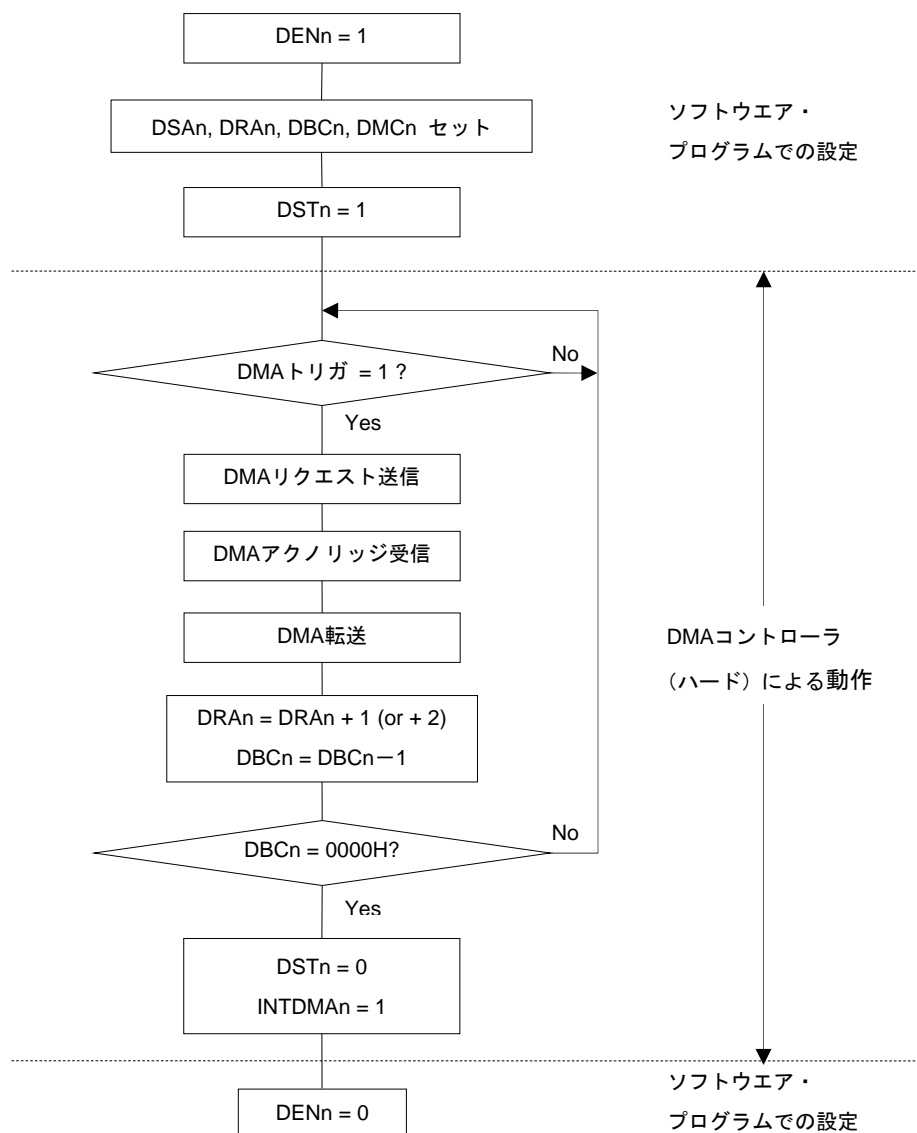 DENn = 1
DSAn, DRAn, DBCn, DMCn セット
ソフトウエア・
プログラムでの設定
DSTn = 1
DMAトリガ = 1 ?
No
Yes
DMAリクエスト送信
DMAアクノリッジ受信
DMA転送
DMAコントローラ
（ハード）による動作
DRAn = DRAn + 1 (or + 2)
DBCn = DBCn－1
DBCn = 0000H?
No
Yes
DSTn = 0
INTDMAn = 1
DENn = 0
ソフトウエア・
プログラムでの設定